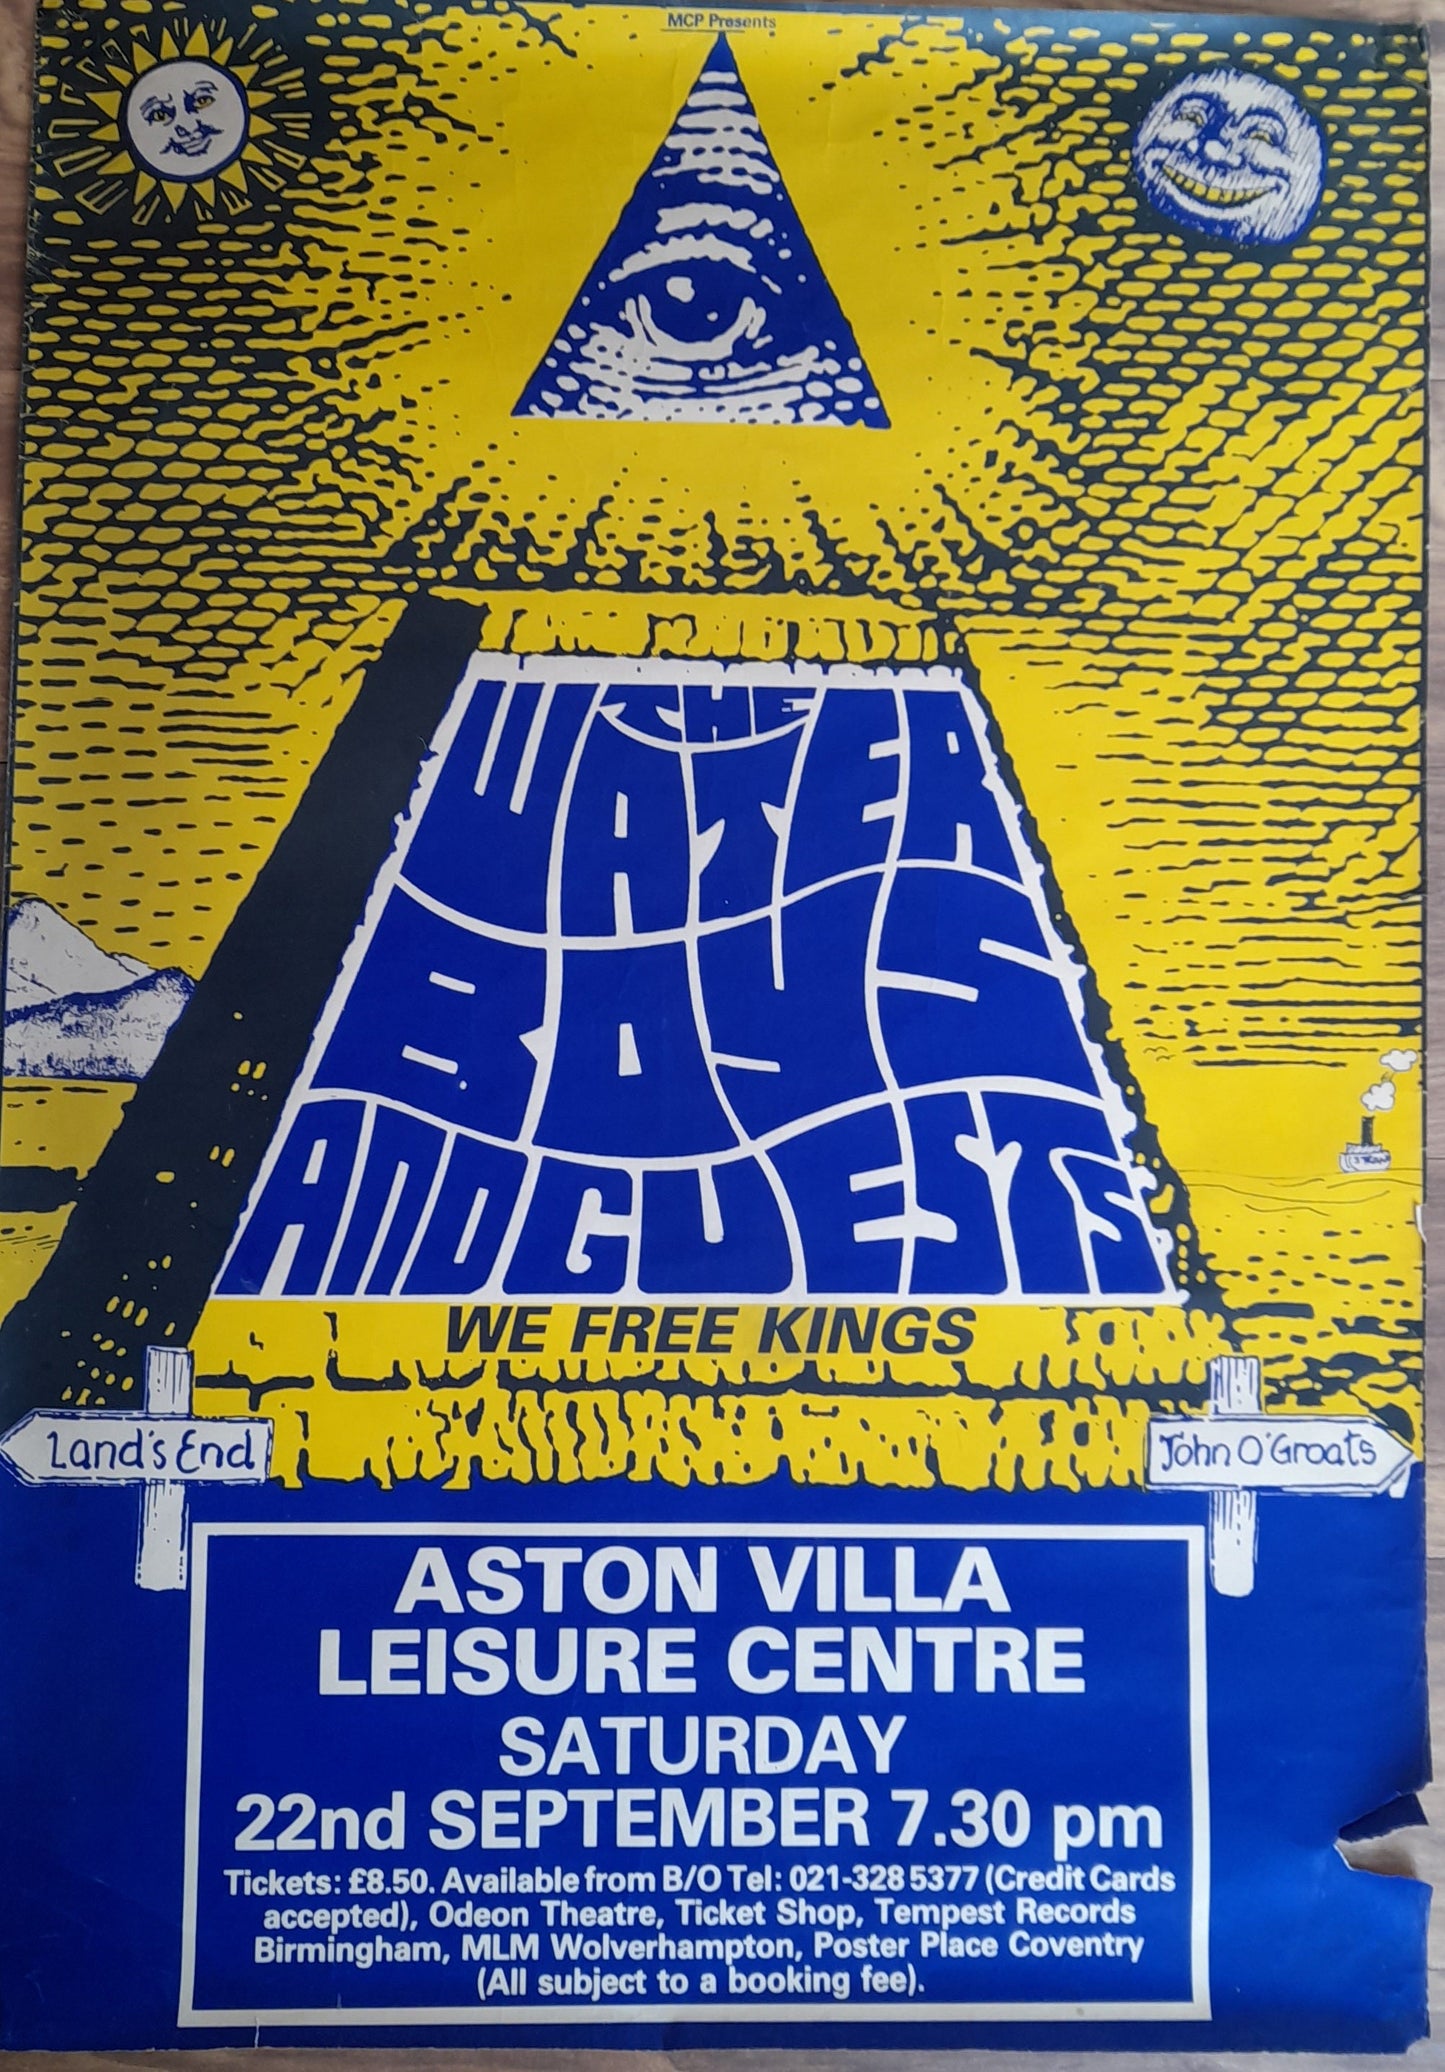 MCP Presents
THE
WATER
BOYS
AND GUESTS
WE FREE KINGS
Land's End
John O'Groats
ASTON VILLA
LEISURE CENTRE
SATURDAY
22nd SEPTEMBER 7.30 pm
Tickets: £8.50. Available from B/O Tel: 021-328 5377 (Credit Cards
accepted), Odeon Theatre, Ticket Shop, Tempest Records
Birmingham, MLM Wolverhampton, Poster Place Coventry
(All subject to a booking fee).